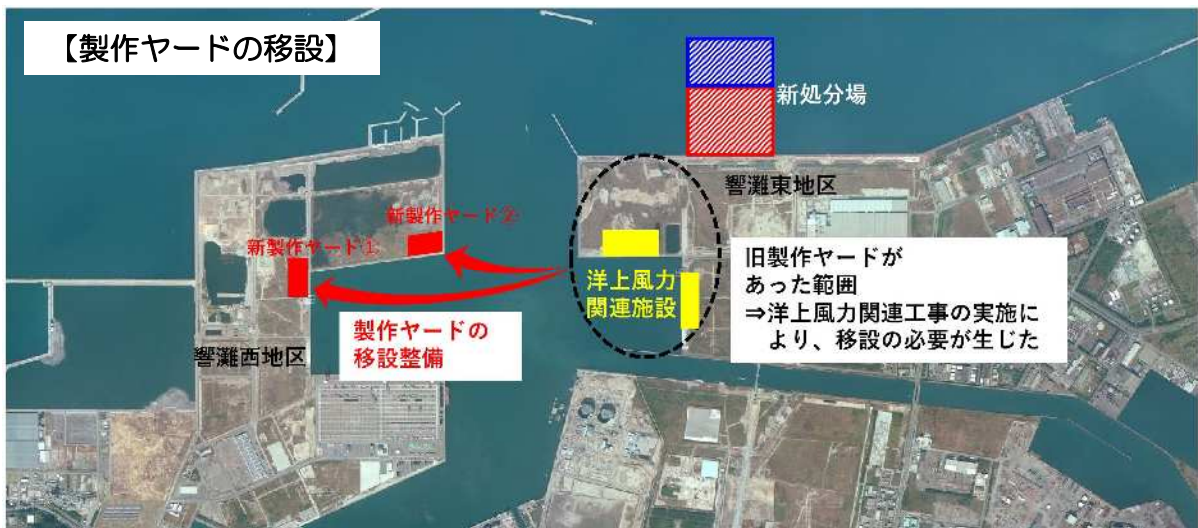 【製作ヤードの移設】
新処分場
響灘東地区
新製作ヤード②
新製作ヤード①
洋上風力
関連施設
旧製作ヤードが
あった範囲
⇒洋上風力関連工事の実施に
より、移設の必要が生じた
製作ヤードの
移設整備
響灘西地区